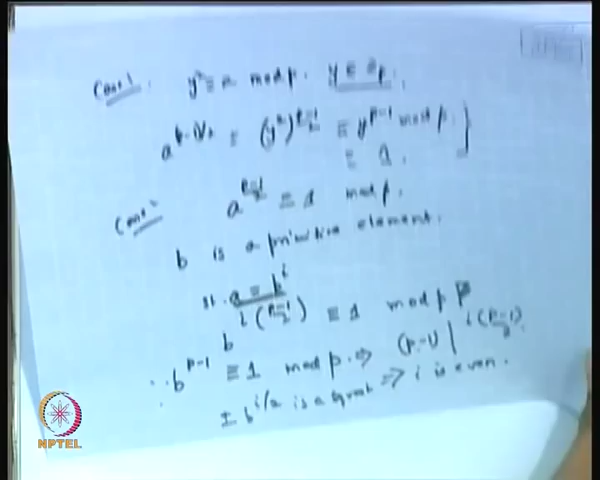 Case 1: y² ≡ a mod p. y ∈ Zp.
a^(p-1)/2 ≡ (y²)^((p-1)/2) ≡ y^(p-1) mod p.
≡ 1.
Case 2: a^((p-1)/2) ≡ 1 mod p.
b is a primitive element.
st. a ≡ b^i
b^(i((p-1)/2)) ≡ 1 mod p
∴ b^(p-1) ≡ 1 mod p. ⇒ (p-1) | i(p-1)/2.
± b^(i/2) is a ⇒ i is even.
NPTEL